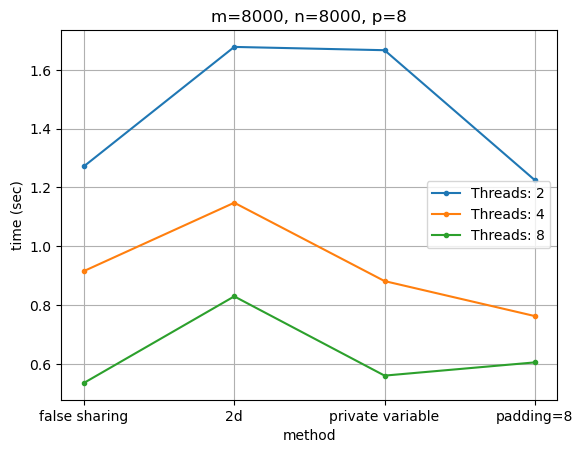 m=8000, n=8000, p=8
time (sec)
1.6
1.4
1.2
1.0
0.8
0.6
Threads: 2
Threads: 4
Threads: 8
false sharing 2d private variable padding=8
method